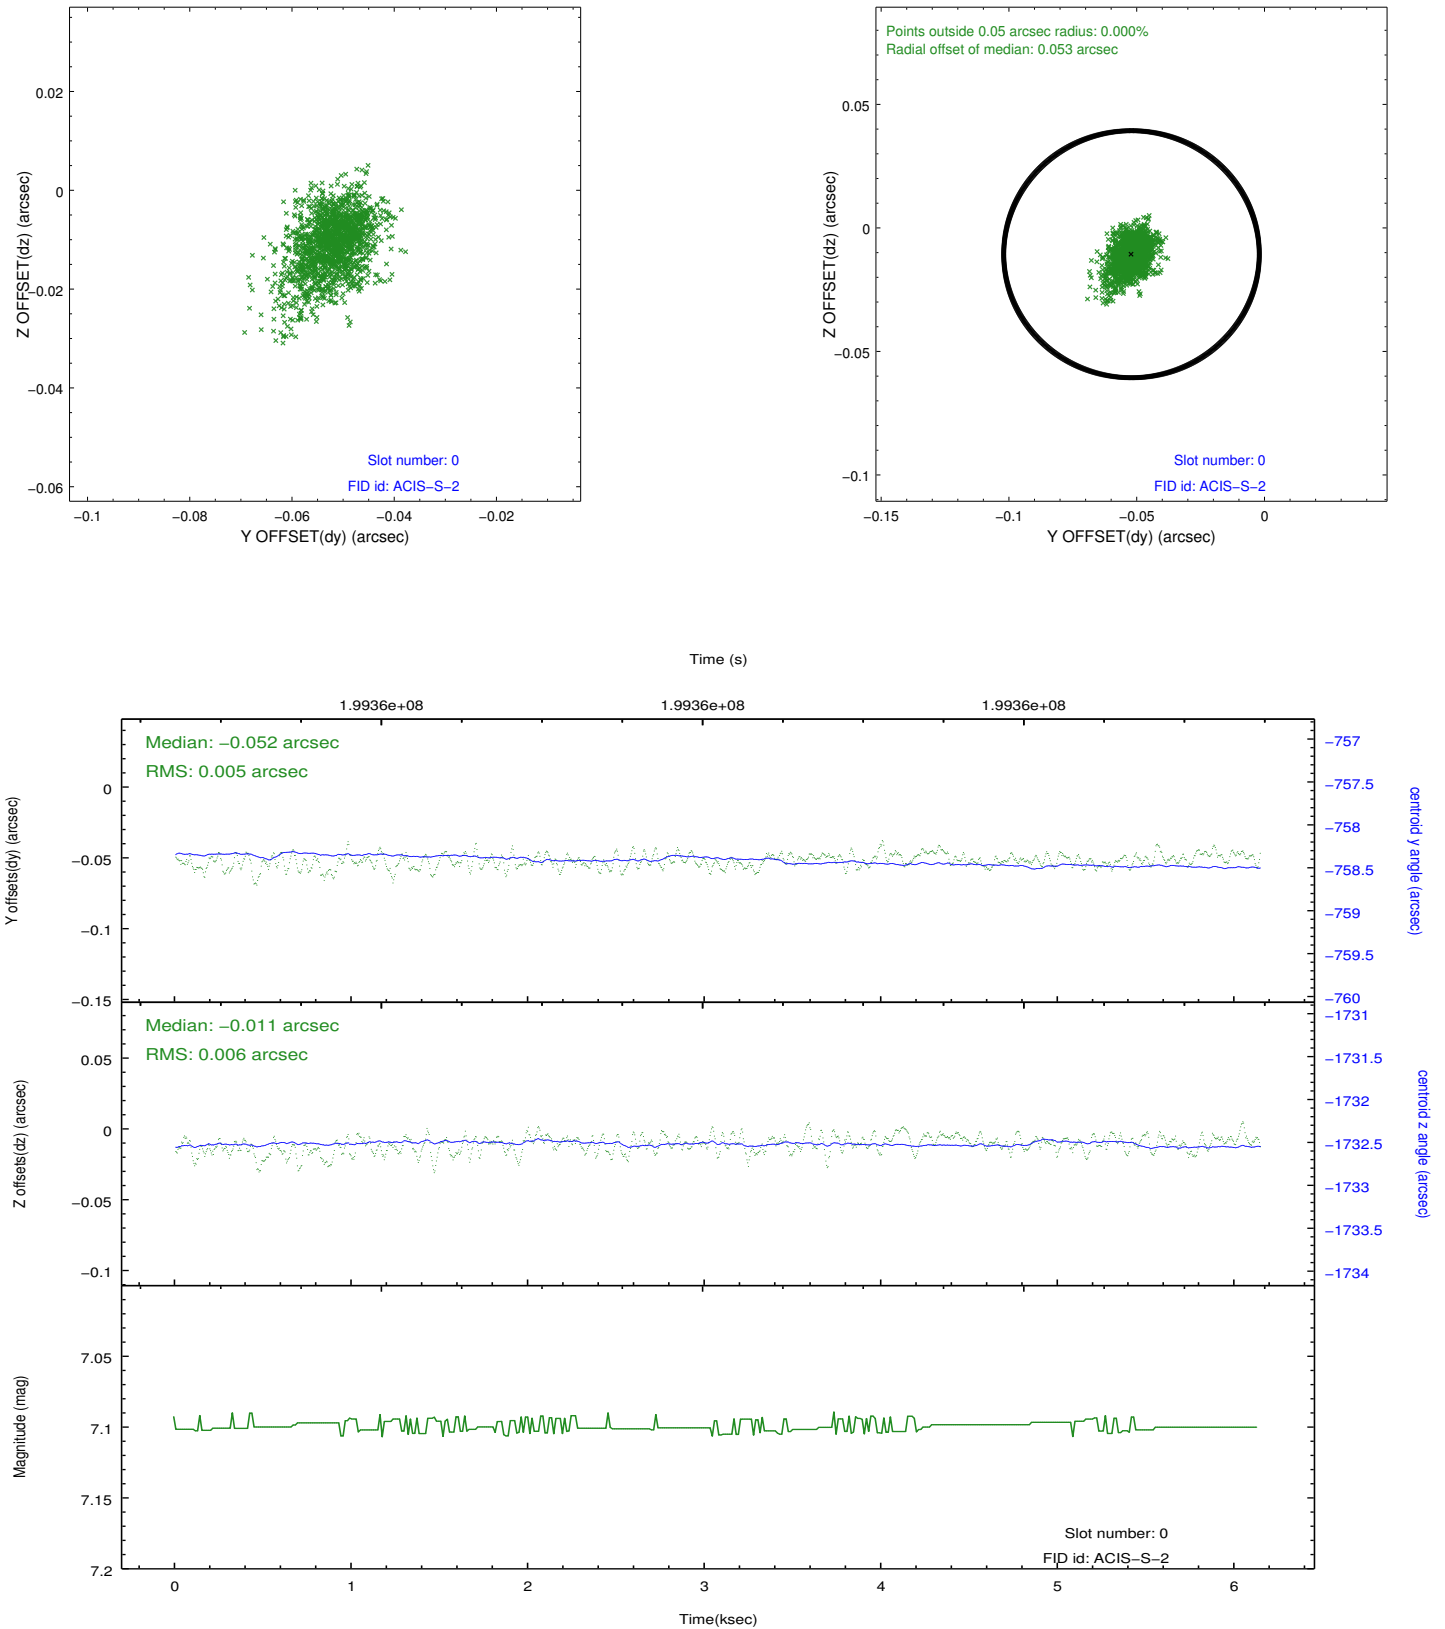 0.02
0
−0.02
−0.04
−0.06
Z OFFSET(dz) (arcsec)
Slot number: 0
FID id: ACIS−S−2
−0.1 −0.08 −0.06 −0.04 −0.02
Y OFFSET(dy) (arcsec)
Points outside 0.05 arcsec radius: 0.000%
Radial offset of median: 0.053 arcsec
0.05
0
−0.05
−0.1
Z OFFSET(dz) (arcsec)
Slot number: 0
FID id: ACIS−S−2
−0.15 −0.1 −0.05 0
Y OFFSET(dy) (arcsec)
Time (s)
1.9936e+08 1.9936e+08 1.9936e+08
Median: −0.052 arcsec
RMS: 0.005 arcsec
0
−0.05
−0.1
−0.15
Y offsets(dy) (arcsec)
−757
−757.5
−758
−758.5
−759
−759.5
−760
centroid y angle (arcsec)
Median: −0.011 arcsec
RMS: 0.006 arcsec
0.05
0
−0.05
−0.1
Z offsets(dz) (arcsec)
−1731
−1731.5
−1732
−1732.5
−1733
−1733.5
−1734
centroid z angle (arcsec)
7.05
7.1
7.15
7.2
Magnitude (mag)
Slot number: 0
FID id: ACIS−S−2
0 1 2 3 4 5 6
Time(ksec)